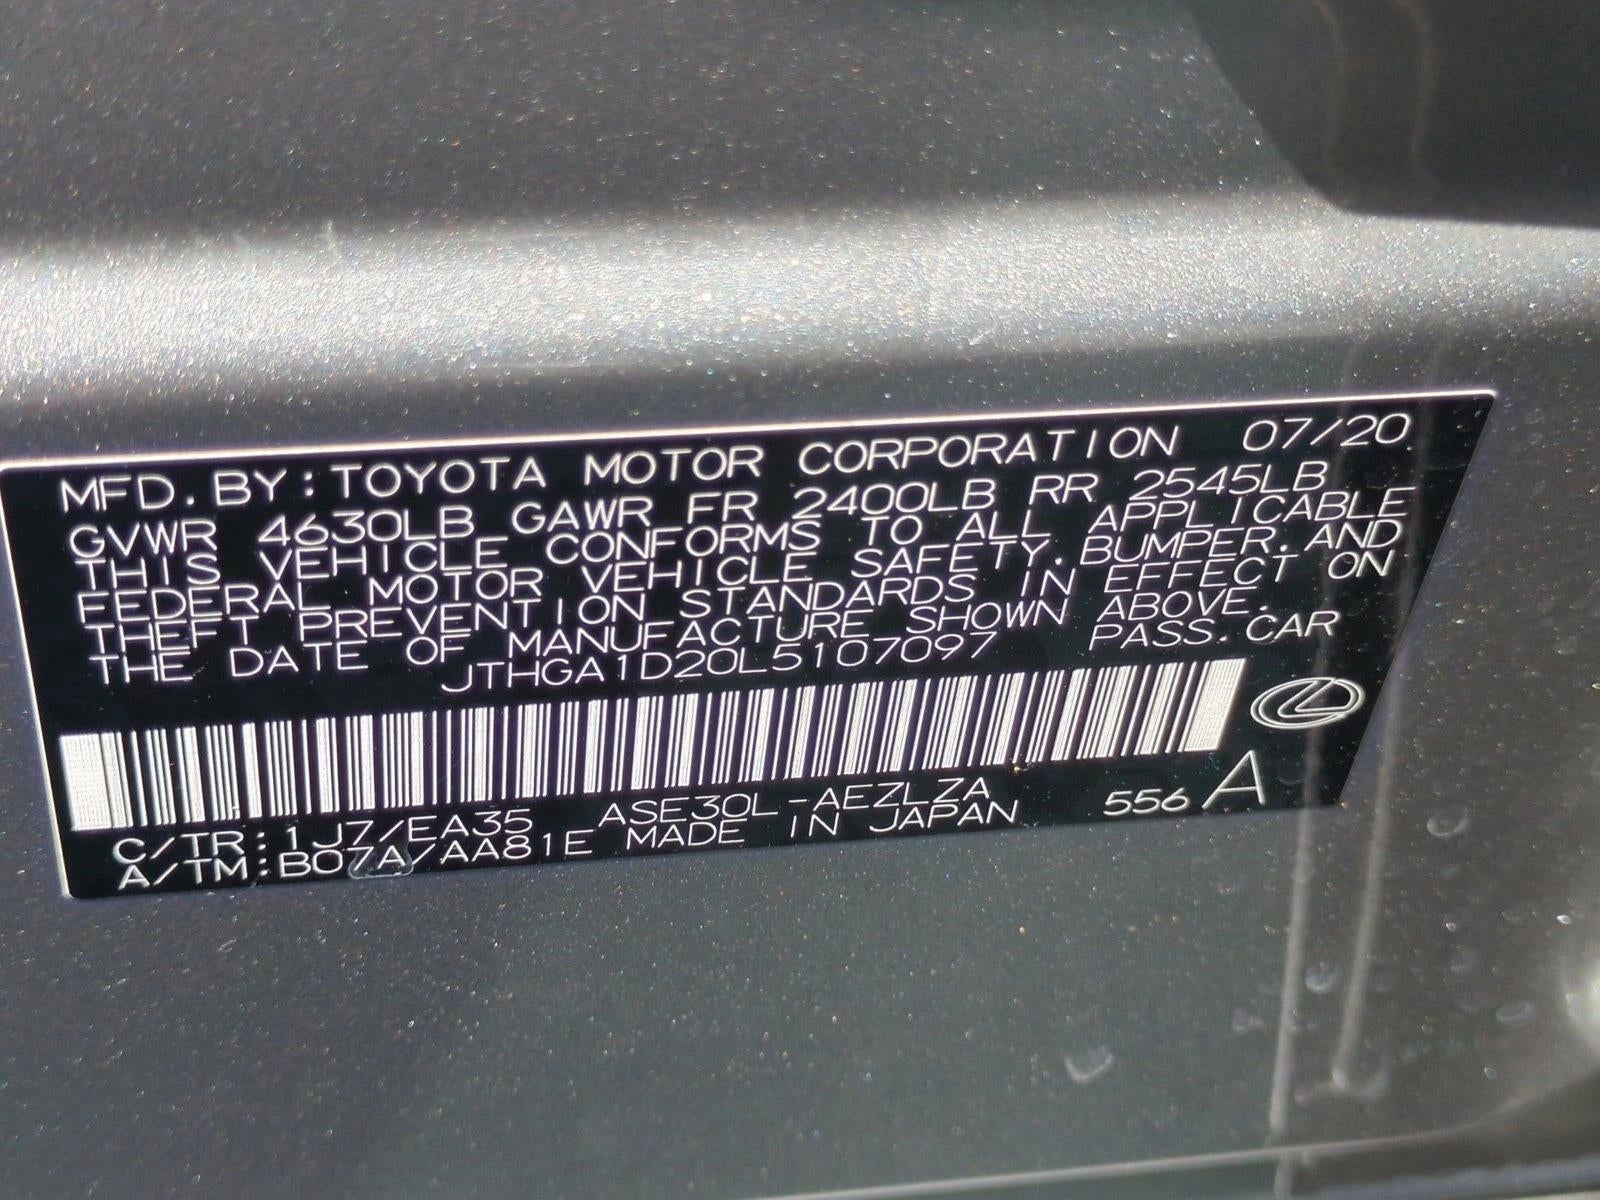 MFD. BY: TOYOTA MOTOR CORPORATION 07/20
GVWR 4630LB GAWR FR 2400LB RR 2545LB
THIS VEHICLE CONFORMS TO ALL APPLICABLE
FEDERAL MOTOR VEHICLE SAFETY, BUMPER, AND
THEFT PREVENTION STANDARDS IN EFFECT ON
THE DATE OF MANUFACTURE SHOWN ABOVE.
JTHGA1D20L5107097 PASS. CAR
C/TR: 1J7/EA35 ASE30L-AEZLZA 556 A
A/TM: B07A/AA81E MADE IN JAPAN